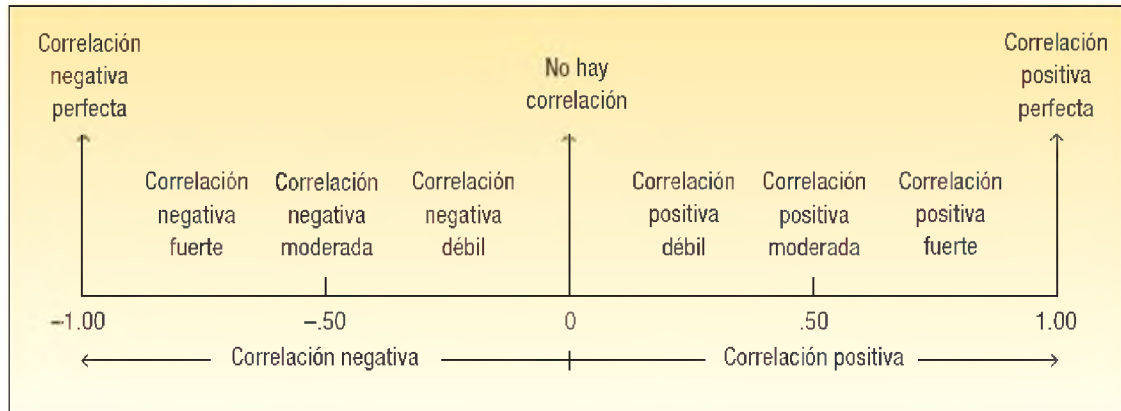 Correlación
negativa
perfecta
No hay
correlación
Correlación
positiva
perfecta
Correlación
negativa
fuerte
Correlación
negativa
moderada
Correlación
negativa
débil
Correlación
positiva
débil
Correlación
positiva
moderada
Correlación
positiva
fuerte
–1.00
–.50
0
.50
1.00
Correlación negativa
Correlación positiva